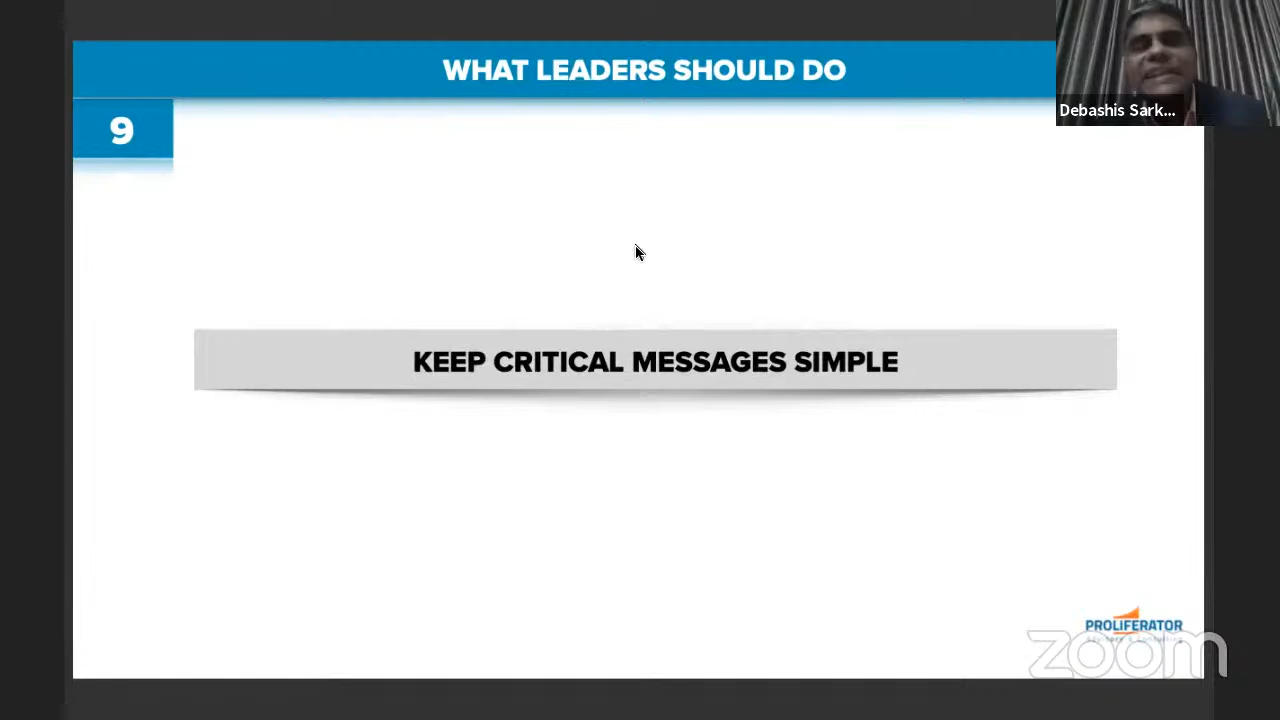 WHAT LEADERS SHOULD DO
Debashis Sark...
9
KEEP CRITICAL MESSAGES SIMPLE
PROLIFERATOR
zoom